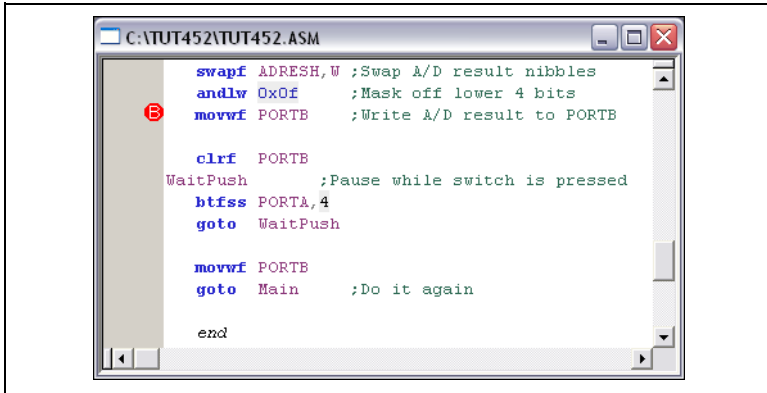 C:\TUT452\TUT452.ASM
swapf ADRESH,W ;Swap A/D result nibbles
andlw 0x0f ;Mask off lower 4 bits
B movwf PORTB ;Write A/D result to PORTB
clrf PORTB
WaitPush ;Pause while switch is pressed
btfss PORTA,4
goto WaitPush
movwf PORTB
goto Main ;Do it again
end